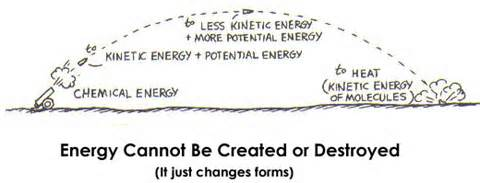 to LESS KINETIC ENERGY
+ MORE POTENTIAL ENERGY
to
KINETIC ENERGY + POTENTIAL ENERGY
CHEMICAL ENERGY
to HEAT
(KINETIC ENERGY
OF MOLECULES)
Energy Cannot Be Created or Destroyed
(It just changes forms)